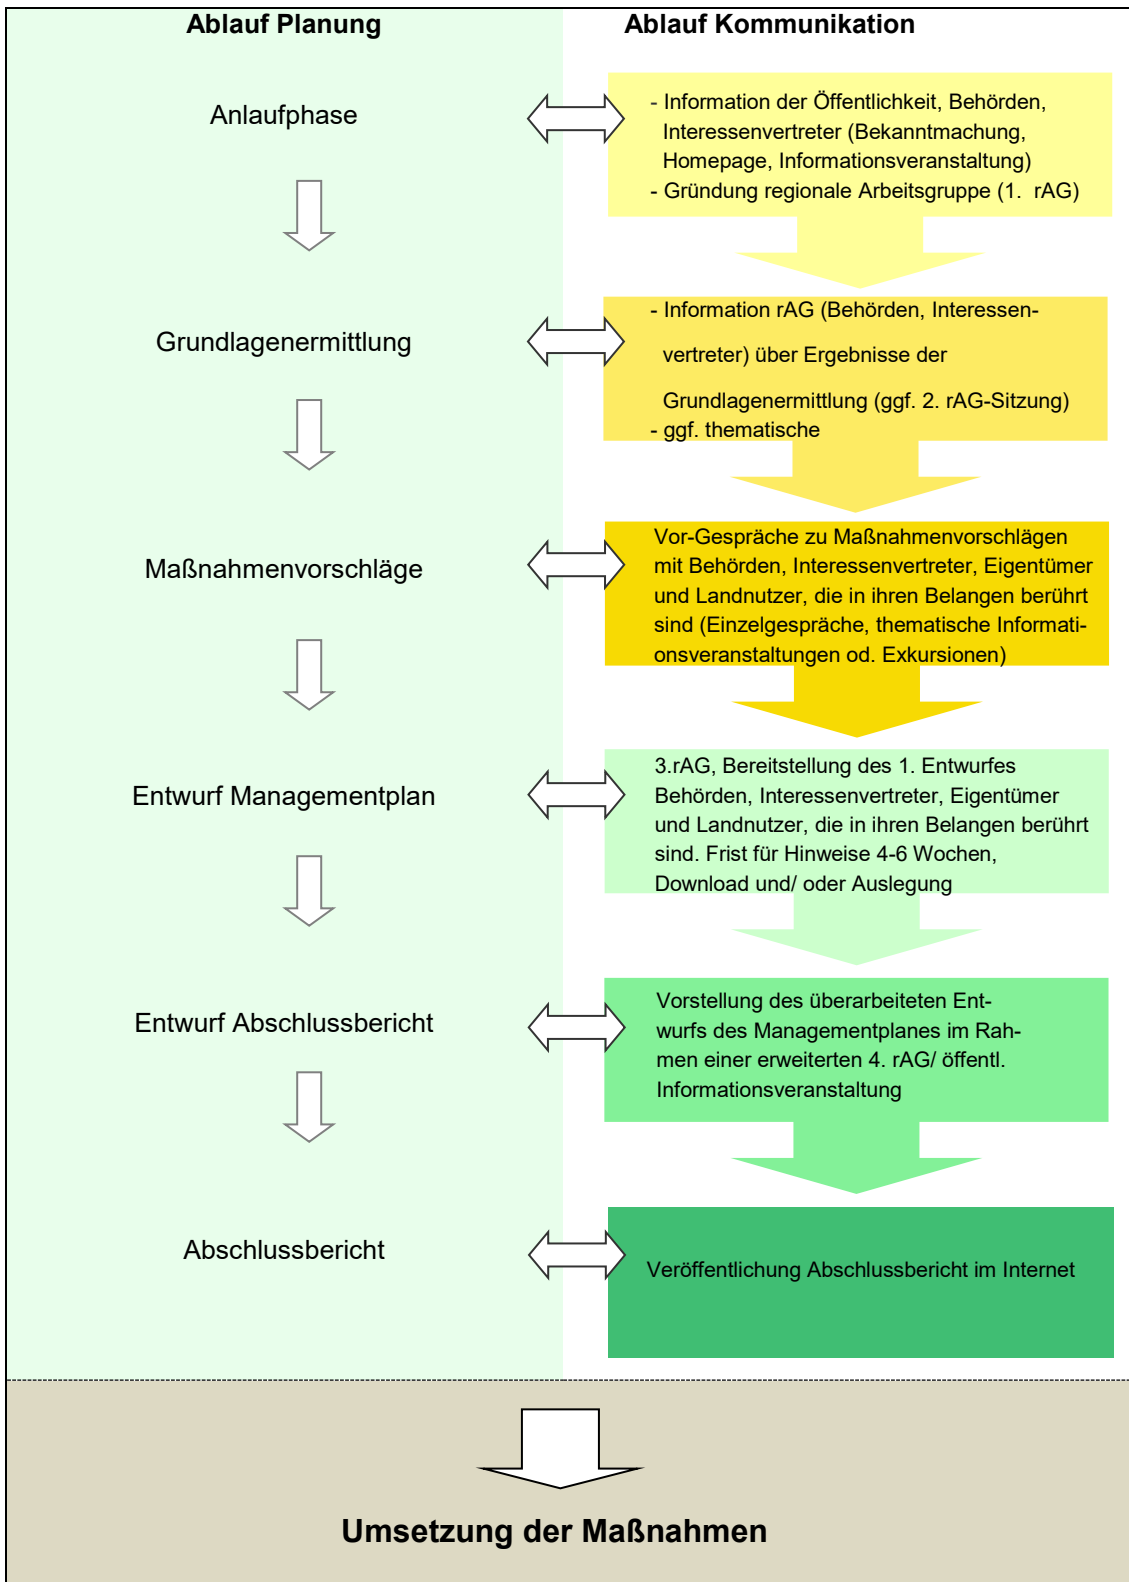 Ablauf Planung
Ablauf Kommunikation
Anlaufphase
- Information der Öffentlichkeit, Behörden,
Interessenvertreter (Bekanntmachung,
Homepage, Informationsveranstaltung)
- Gründung regionale Arbeitsgruppe (1. rAG)
Grundlagenermittlung
- Information rAG (Behörden, Interessen-
vertreter) über Ergebnisse der
Grundlagenermittlung (ggf. 2. rAG-Sitzung)
- ggf. thematische
Maßnahmenvorschläge
Vor-Gespräche zu Maßnahmenvorschlägen
mit Behörden, Interessenvertreter, Eigentümer
und Landnutzer, die in ihren Belangen berührt
sind (Einzelgespräche, thematische Informati-
onsveranstaltungen od. Exkursionen)
Entwurf Managementplan
3.rAG, Bereitstellung des 1. Entwurfes
Behörden, Interessenvertreter, Eigentümer
und Landnutzer, die in ihren Belangen berührt
sind. Frist für Hinweise 4-6 Wochen,
Download und/ oder Auslegung
Entwurf Abschlussbericht
Vorstellung des überarbeiteten Ent-
wurfs des Managementplanes im Rah-
men einer erweiterten 4. rAG/ öffentl.
Informationsveranstaltung
Abschlussbericht
Veröffentlichung Abschlussbericht im Internet
Umsetzung der Maßnahmen